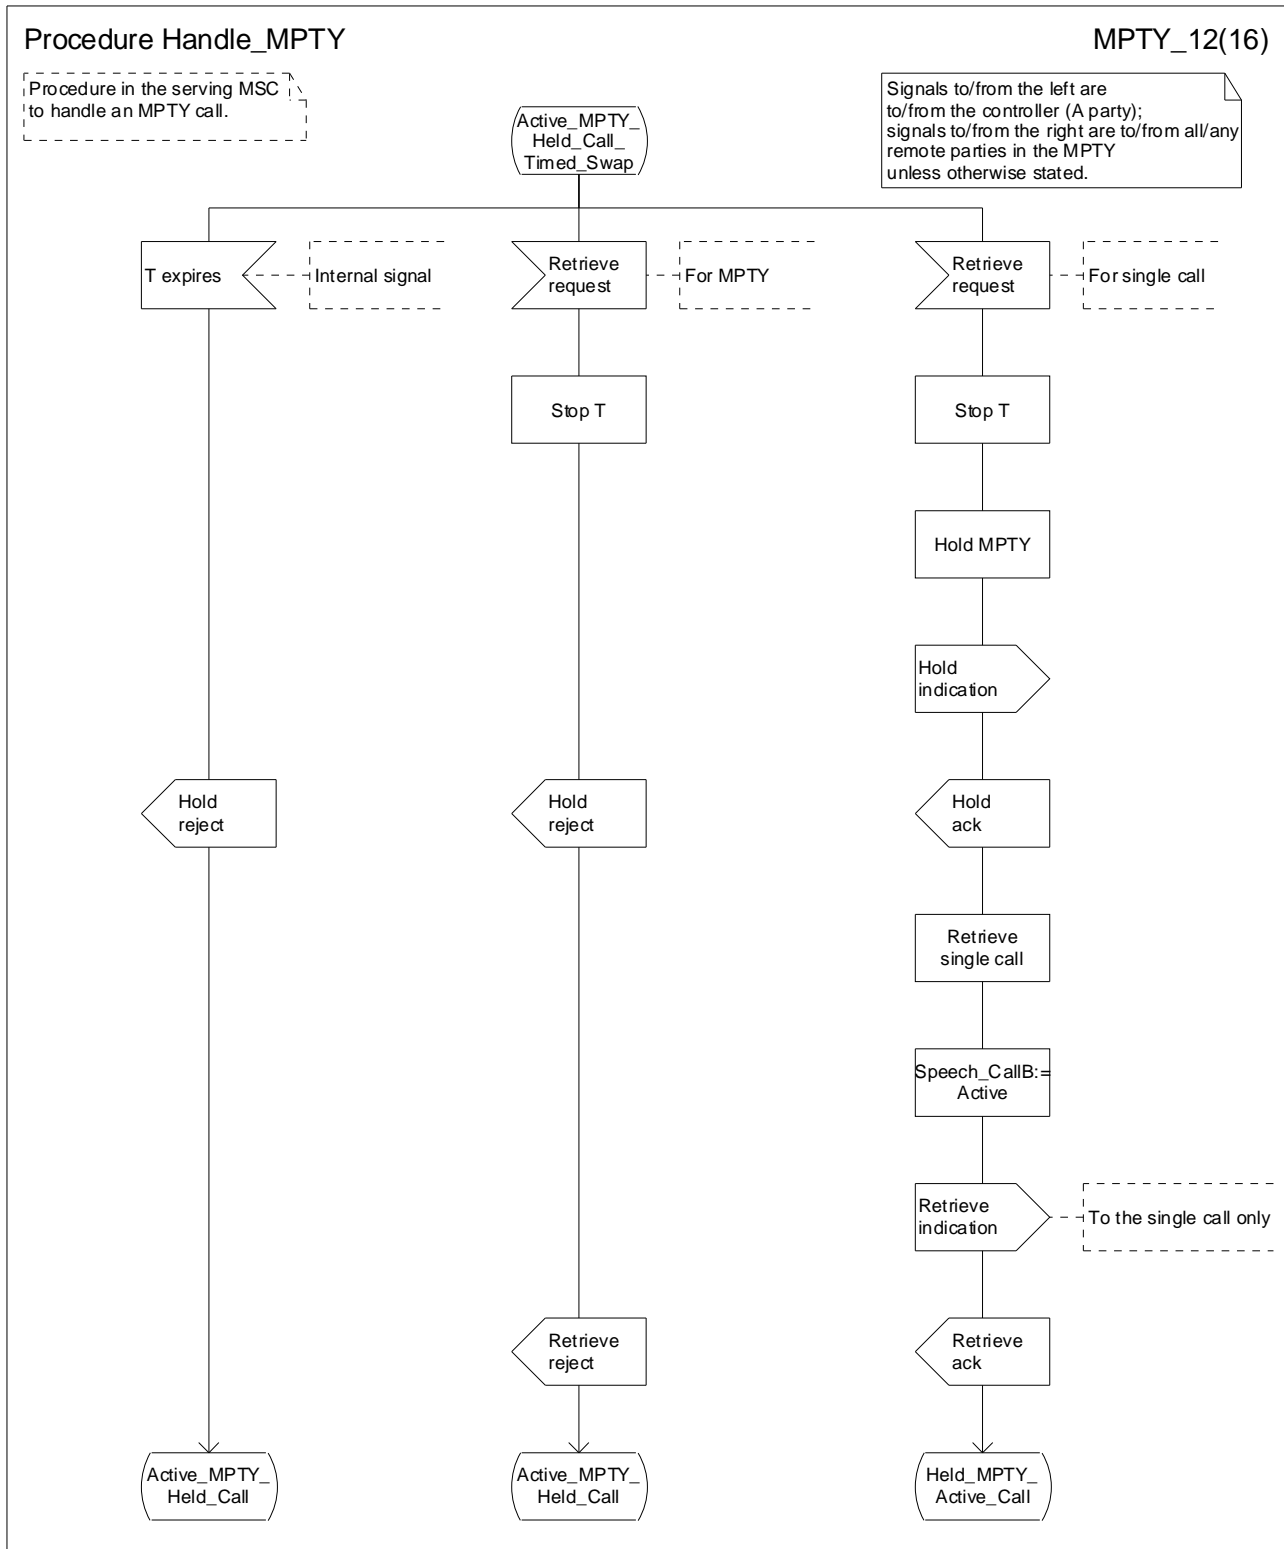 Procedure Handle_MPTY
MPTY_12(16)
Procedure in the serving MSC
to handle an MPTY call.
Signals to/from the left are
to/from the controller (A party);
signals to/from the right are to/from all/any
remote parties in the MPTY
unless otherwise stated.
Active_MPTY_
Held_Call_
Timed_Swap
T expires
Internal signal
Retrieve
request
For MPTY
Retrieve
request
For single call
Stop T
Stop T
Hold MPTY
Hold
indication
Hold
reject
Hold
reject
Hold
ack
Retrieve
single call
Speech_CallB:=
Active
Retrieve
indication
To the single call only
Retrieve
reject
Retrieve
ack
Active_MPTY_
Held_Call
Active_MPTY_
Held_Call
Held_MPTY_
Active_Call